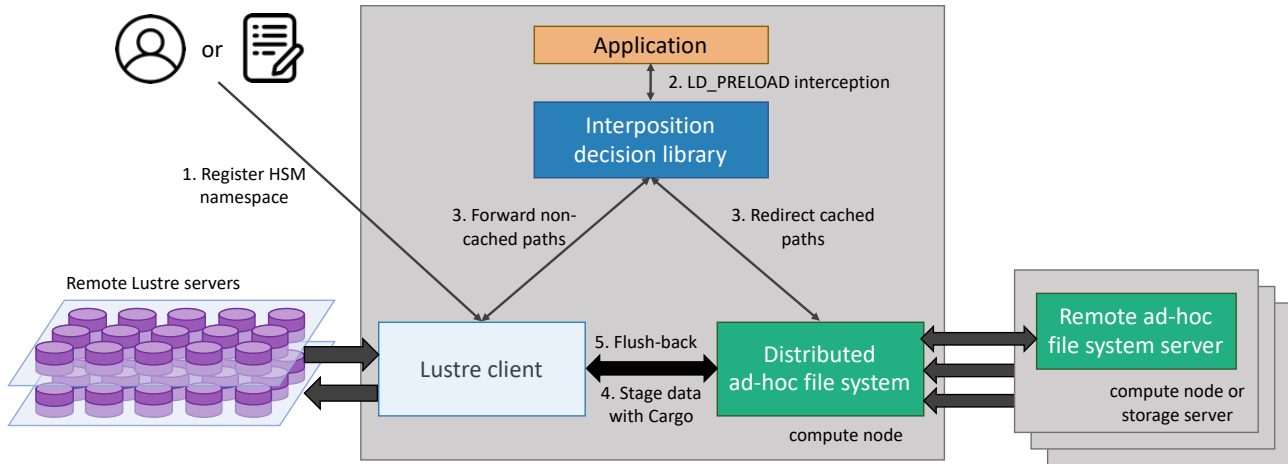 or
Application
2. LD_PRELOAD interception
Interposition
decision library
1. Register HSM
namespace
3. Forward non-
cached paths
3. Redirect cached
paths
Remote Lustre servers
Lustre client
5. Flush-back
4. Stage data
with Cargo
Distributed
ad-hoc file system
compute node
Remote ad-hoc
file system server
compute node or
storage server